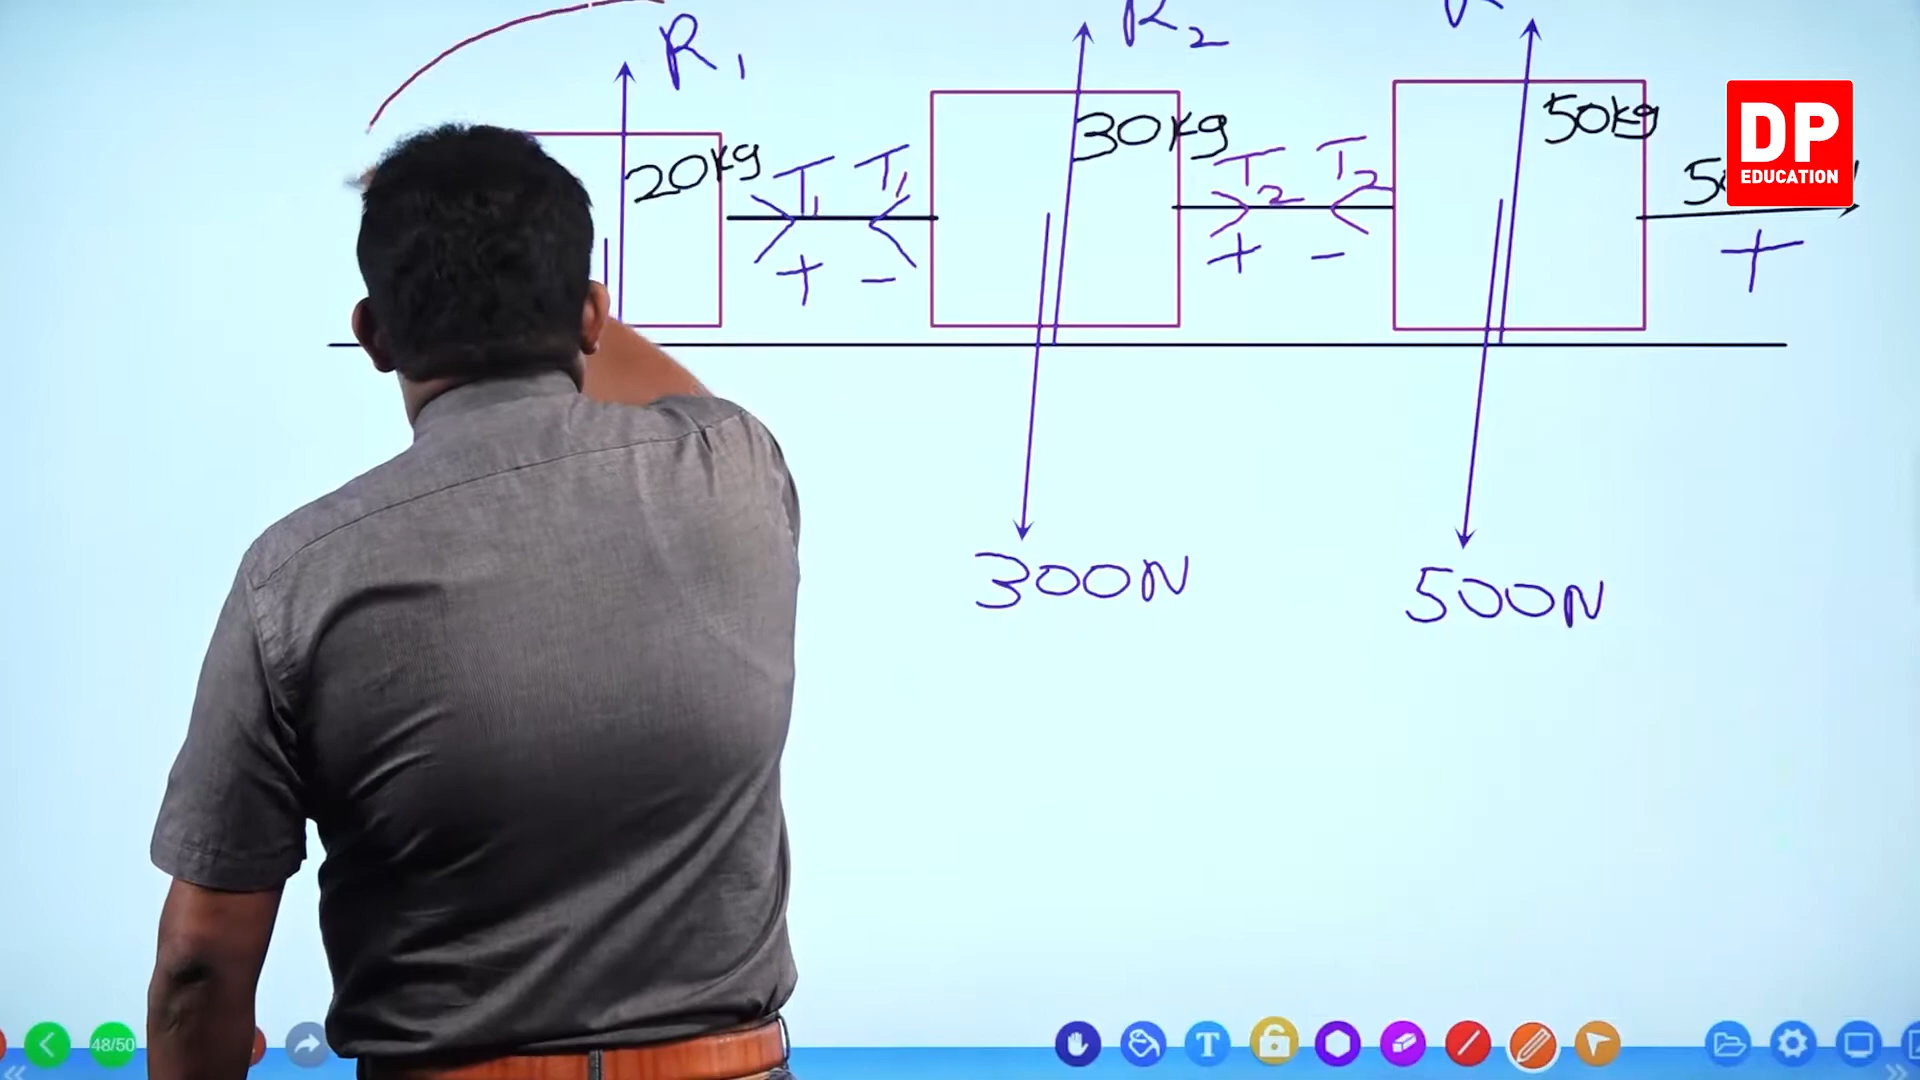 R1
R2
20kg
30kg
50kg
T1 T1
T2 T2
+ -
+ -
+
300N
500N
DP
EDUCATION
48/50
T